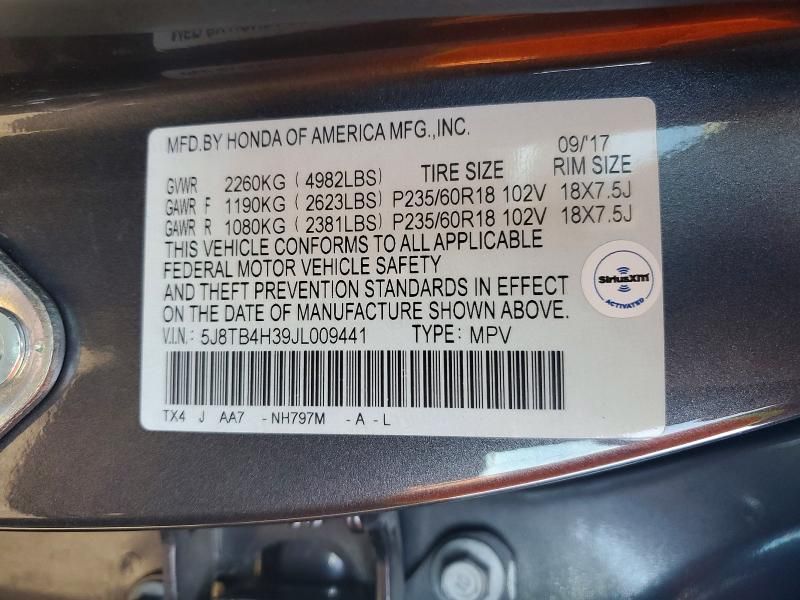 MFD.BY HONDA OF AMERICA MFG.,INC.
09/'17
GVWR 2260KG ( 4982LBS) TIRE SIZE RIM SIZE
GAWR F 1190KG ( 2623LBS) P235/60R18 102V 18X7.5J
GAWR R 1080KG ( 2381LBS) P235/60R18 102V 18X7.5J
THIS VEHICLE CONFORMS TO ALL APPLICABLE
FEDERAL MOTOR VEHICLE SAFETY
AND THEFT PREVENTION STANDARDS IN EFFECT
ON THE DATE OF MANUFACTURE SHOWN ABOVE.
V.I.N.: 5J8TB4H39JL009441 TYPE: MPV
TX4 J AA7 -NH797M -A-L
SiriusXM
ACTIVATED